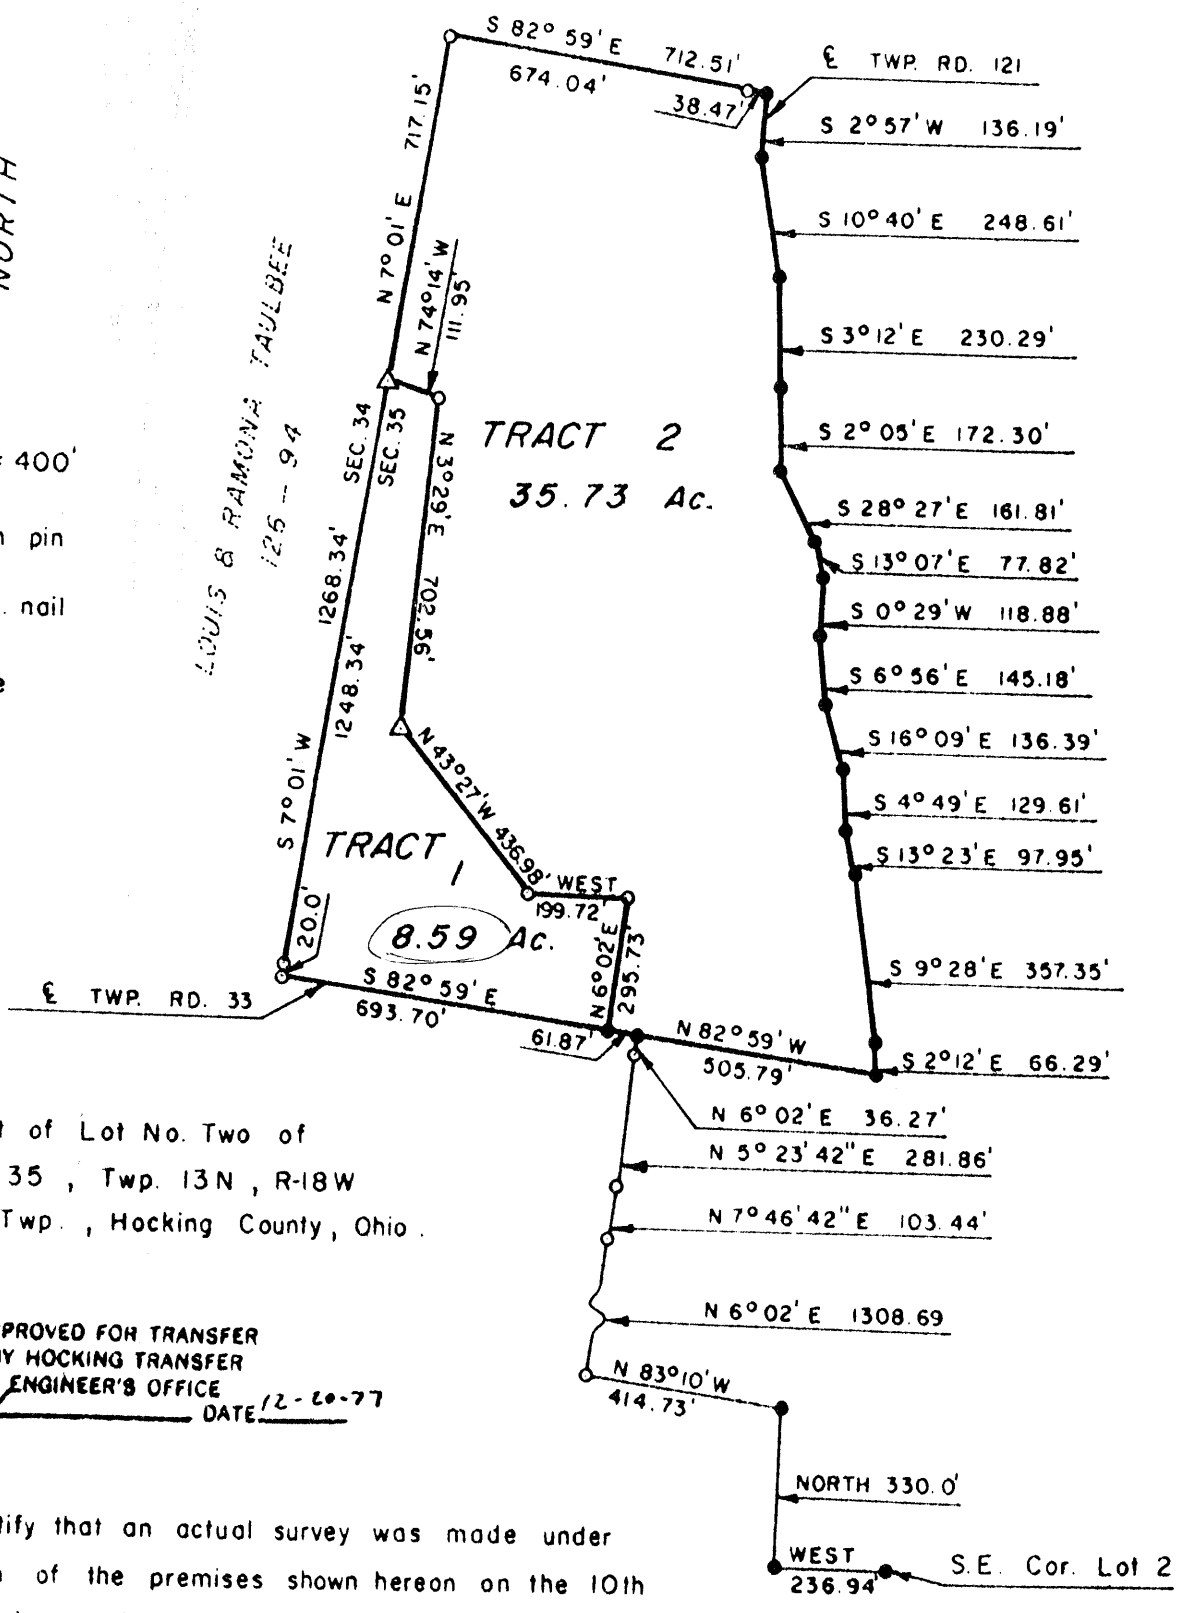 S 82° 59' E 712.51'
674.04'
38.47'
℄ TWP. RD. 121
S 2° 57' W 136.19'
S 10° 40' E 248.61'
S 3° 12' E 230.29'
S 2° 05' E 172.30'
S 28° 27' E 161.81'
S 13° 07' E 77.82'
S 0° 29' W 118.88'
S 6° 56' E 145.18'
S 16° 09' E 136.39'
S 4° 49' E 129.61'
S 13° 23' E 97.95'
S 9° 28' E 357.35'
S 2° 12' E 66.29'
NORTH
N 7° 01' E 717.15'
N 74° 14' W
111.95'
LOUIS & RAMONA TAULBEE
126 - 94
SEC. 34
SEC. 35
TRACT 2
35.73 Ac.
400'
pin
nail
N 3° 29' E 702.56'
1268.34'
S 7° 01' W 1248.34'
N 43° 27' W 436.98'
TRACT 1
8.59 Ac.
WEST
199.72'
N 6° 02' E
295.73'
20.0'
℄ TWP. RD. 33
S 82° 59' E
693.70'
61.87'
N 82° 59' W
505.79'
N 6° 02' E 36.27'
N 5° 23' 42" E 281.86'
N 7° 46' 42" E 103.44'
N 6° 02' E 1308.69
N 83° 10' W
414.73'
NORTH 330.0'
WEST
236.94'
S.E. Cor. Lot 2
of Lot No. Two of
35 , Twp. 13N , R-18W
Twp. , Hocking County, Ohio .
PROVED FOR TRANSFER
Y HOCKING TRANSFER
ENGINEER'S OFFICE
DATE 12-20-77
tify that an actual survey was made under
of the premises shown hereon on the 10th